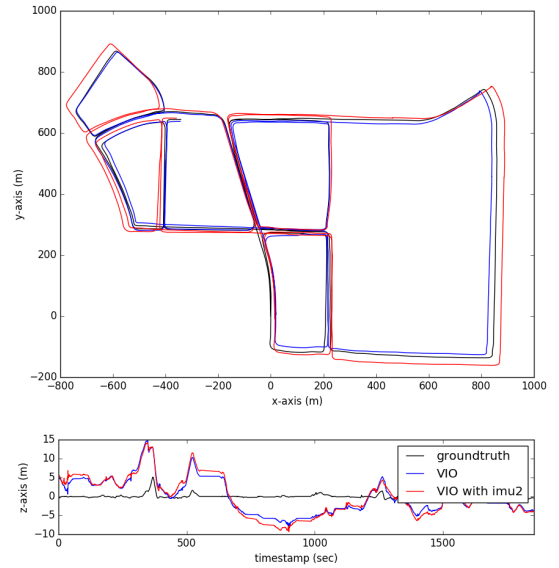 1000
800
600
400
200
0
−200
y-axis (m)
−800 −600 −400 −200 0 200 400 600 800 1000
x-axis (m)
15
10
5
0
−5
−10
z-axis (m)
groundtruth
VIO
VIO with imu2
0 500 1000 1500
timestamp (sec)